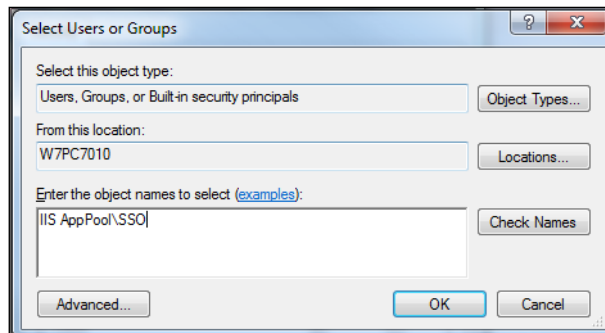 Select Users or Groups
Select this object type:
Users, Groups, or Built-in security principals
Object Types...
From this location:
W7PC7010
Locations...
Enter the object names to select (examples):
IIS AppPool\SSO
Check Names
Advanced...
OK
Cancel